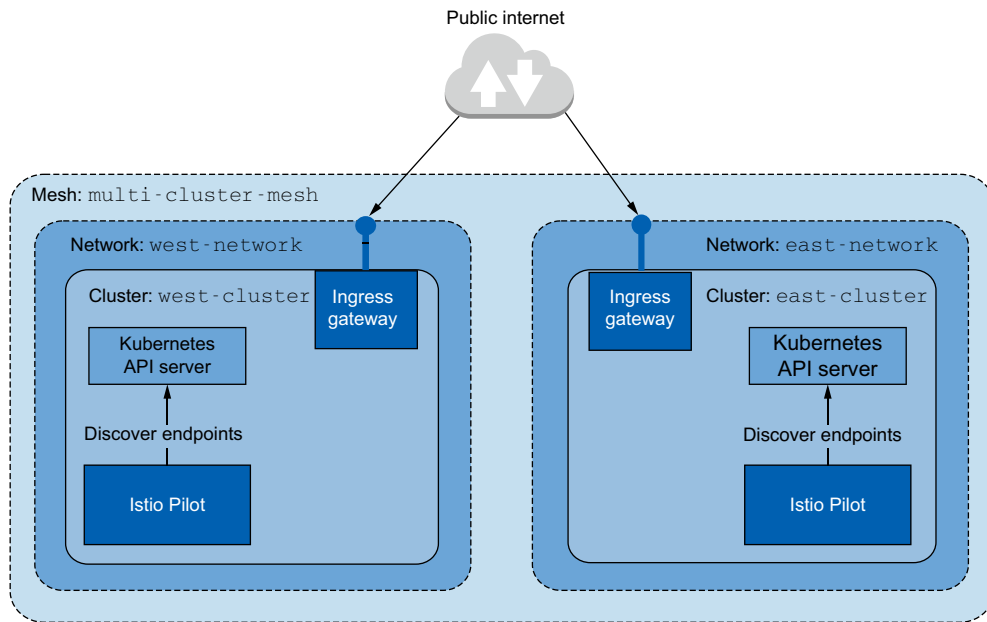 Public internet
Mesh: multi-cluster-mesh
Network: west-network
Cluster: west-cluster
Ingress
gateway
Kubernetes
API server
Discover endpoints
Istio Pilot
Network: east-network
Ingress
gateway
Cluster: east-cluster
Kubernetes
API server
Discover endpoints
Istio Pilot